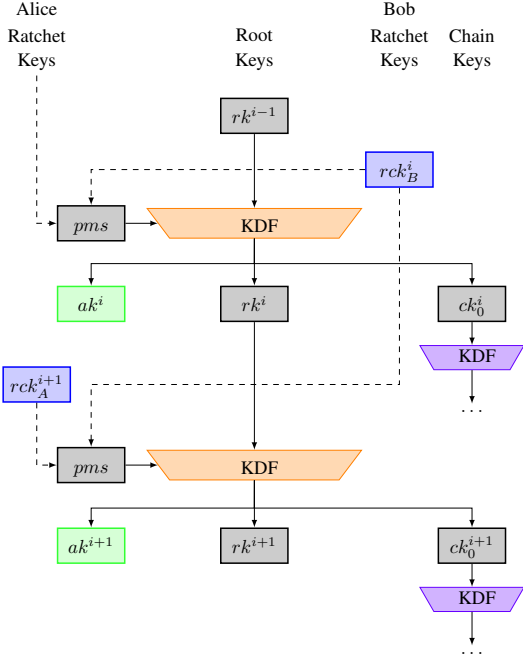 Alice
Ratchet
Keys
Root
Keys
Bob
Ratchet
Keys
Chain
Keys
rk^{i−1}
rck_B^i
pms
KDF
ak^i
rk^i
ck_0^i
KDF
...
rck_A^{i+1}
pms
KDF
ak^{i+1}
rk^{i+1}
ck_0^{i+1}
KDF
...